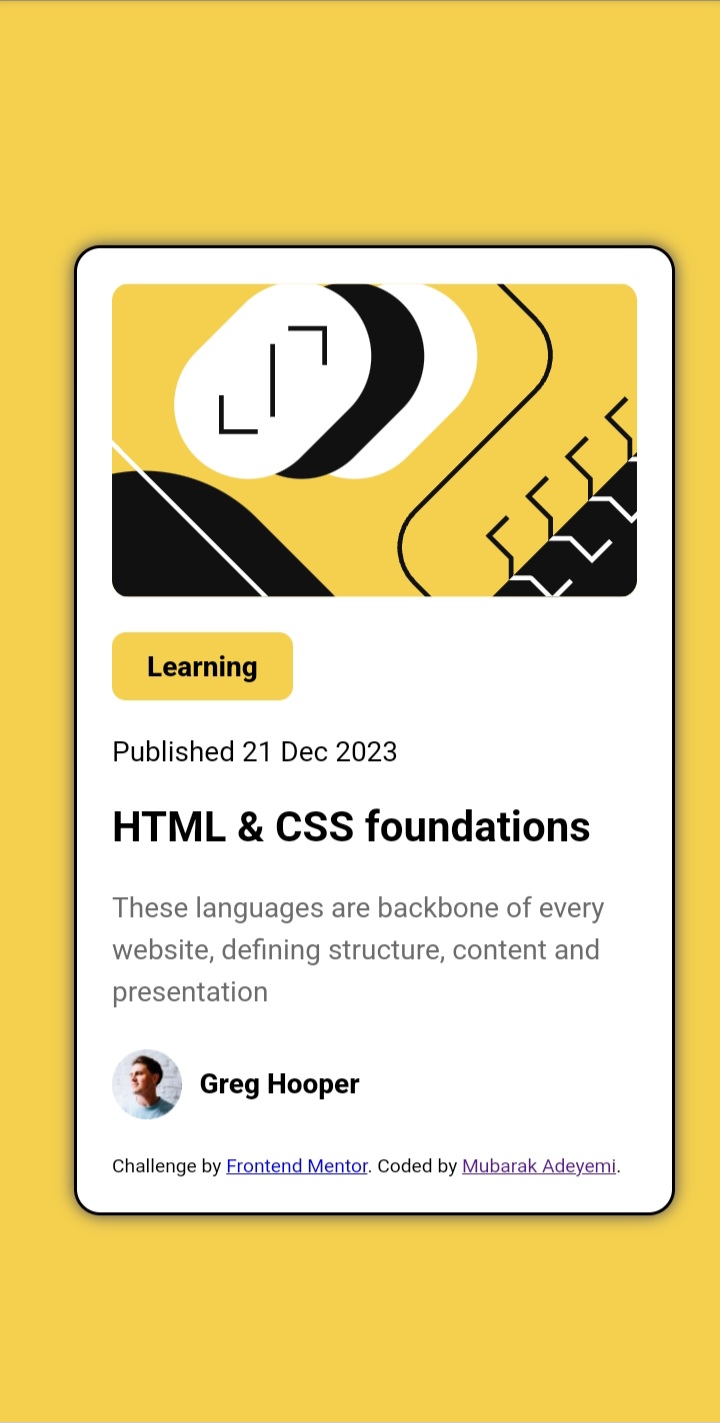 Learning
Published 21 Dec 2023
HTML & CSS foundations
These languages are backbone of every
website, defining structure, content and
presentation
Greg Hooper
Challenge by Frontend Mentor. Coded by Mubarak Adeyemi.